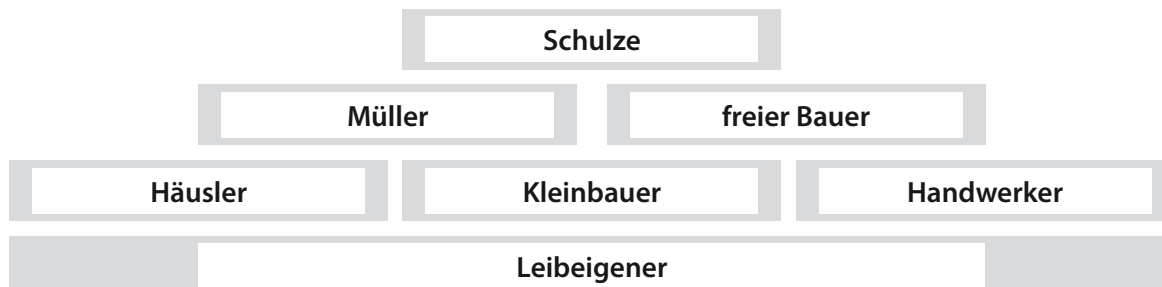 Schulze
Müller freier Bauer
Häusler Kleinbauer Handwerker
Leibeigener